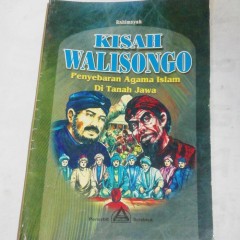 KISAH
WALISONGO
Penyebaran Agama Islam
Di Tanah Jawa